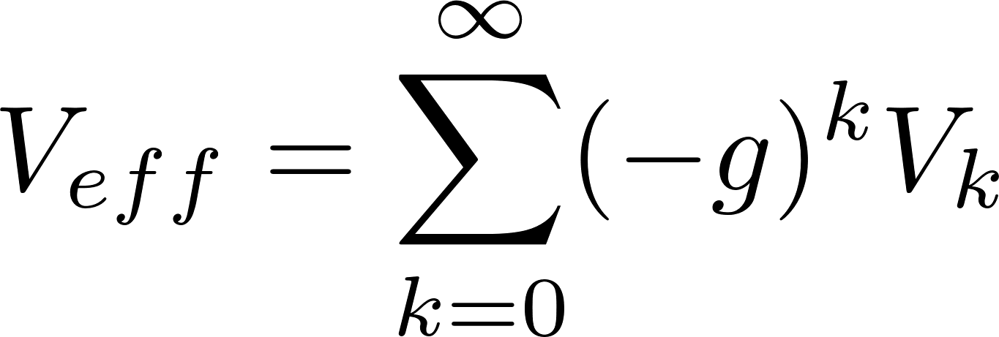 V_{eff} = \sum_{k=0}^{\infty} (-g)^k V_k